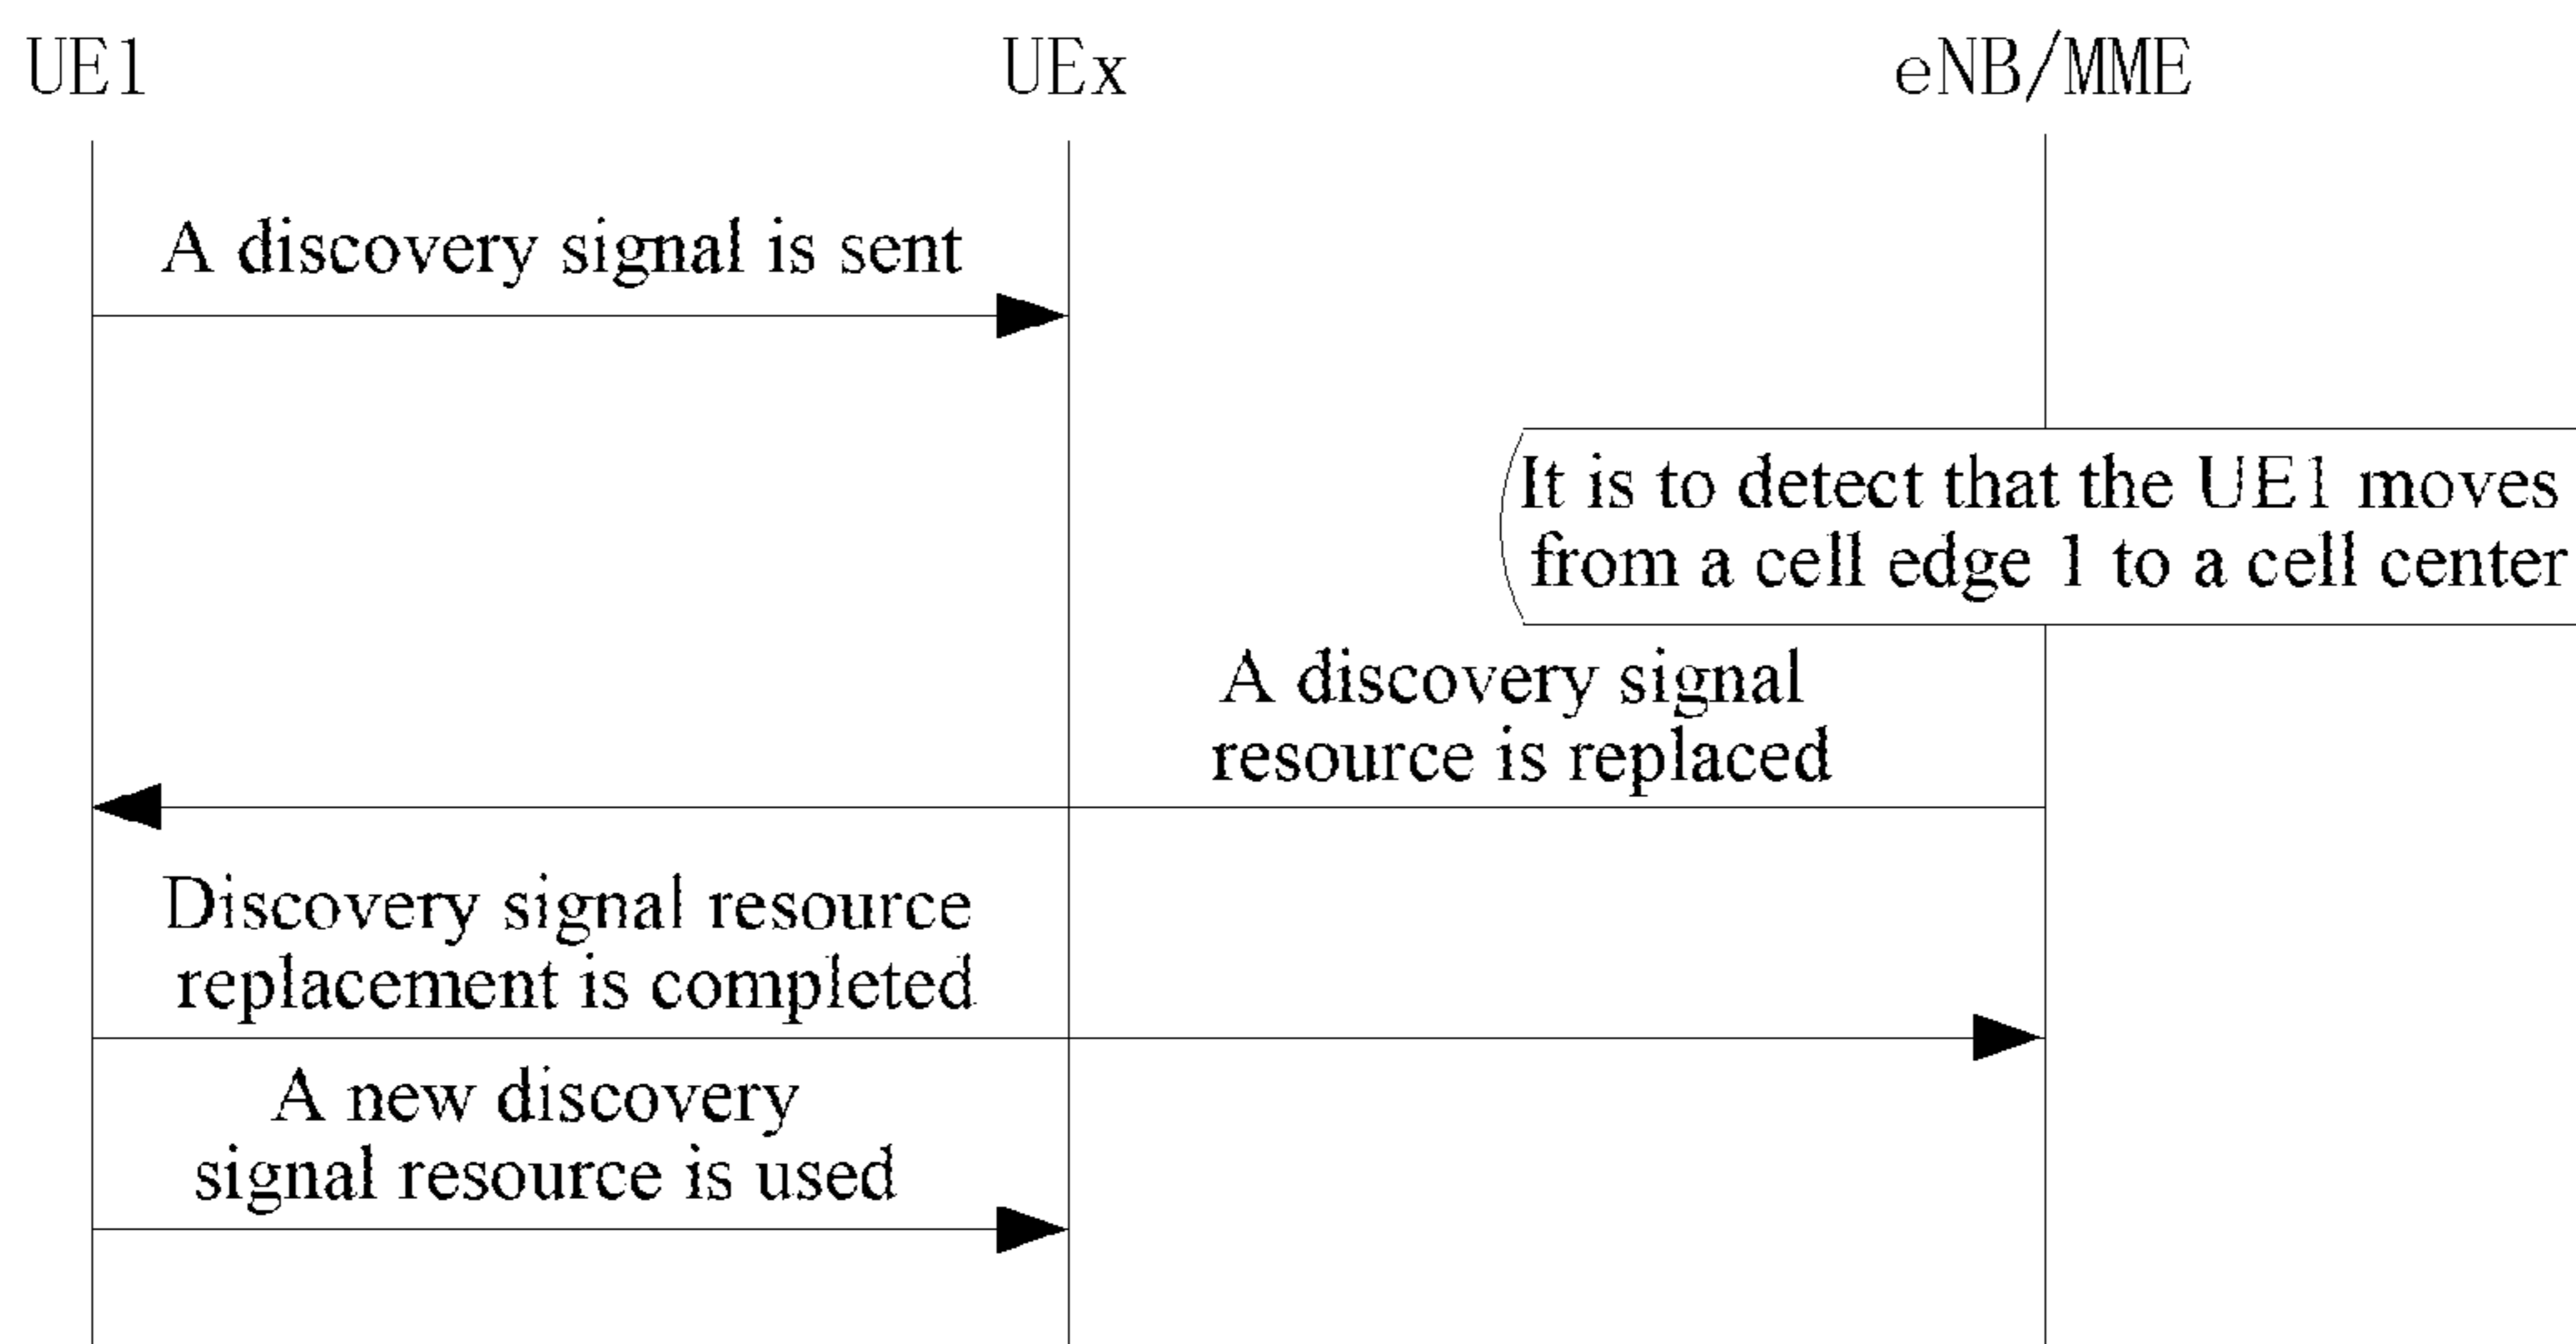 UE1
UEx
eNB/MME
A discovery signal is sent
It is to detect that the UE1 moves
from a cell edge 1 to a cell center
A discovery signal
resource is replaced
Discovery signal resource
replacement is completed
A new discovery
signal resource is used